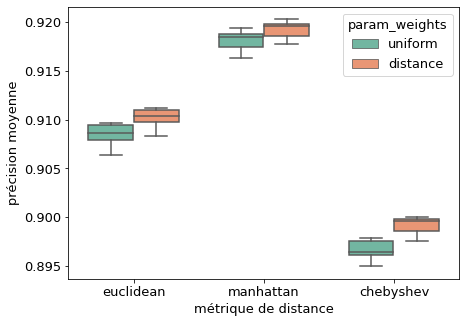 param_weights
uniform
distance
0.920
0.915
0.910
0.905
0.900
0.895
précision moyenne
euclidean manhattan chebyshev
métrique de distance